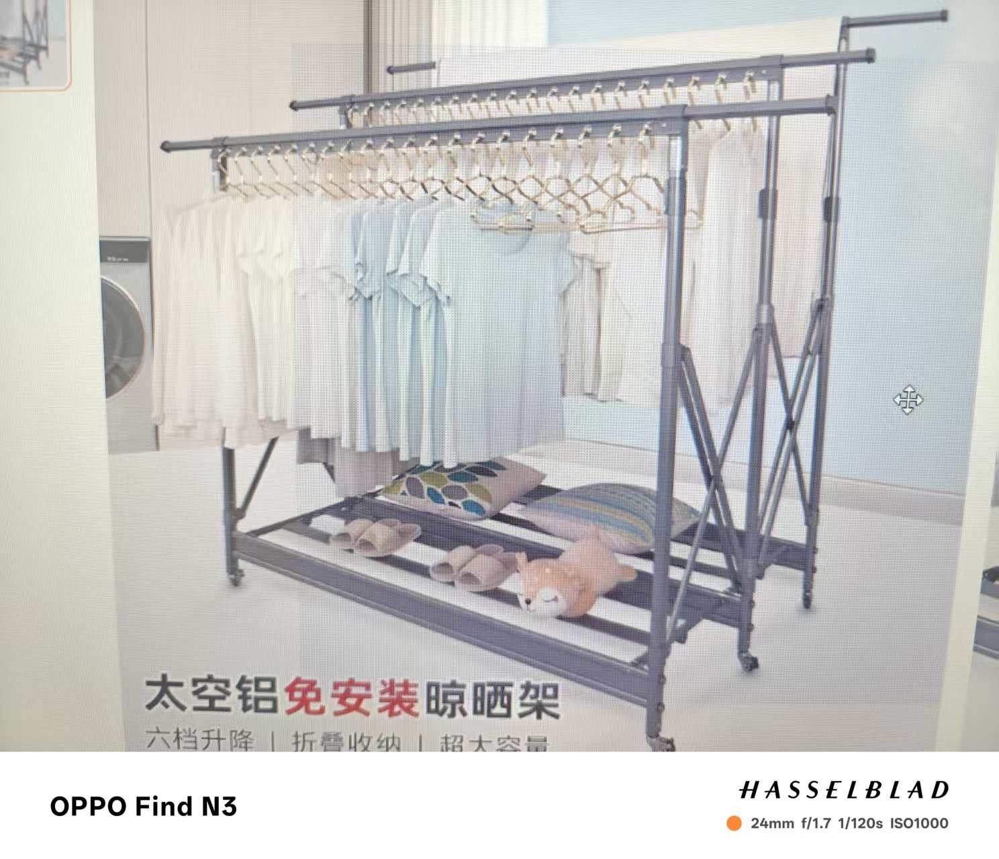 太空铝免安装晾晒架
六档升降 | 折叠收纳 | 超大容量
OPPO Find N3
HASSELBLAD
24mm f/1.7 1/120s ISO1000